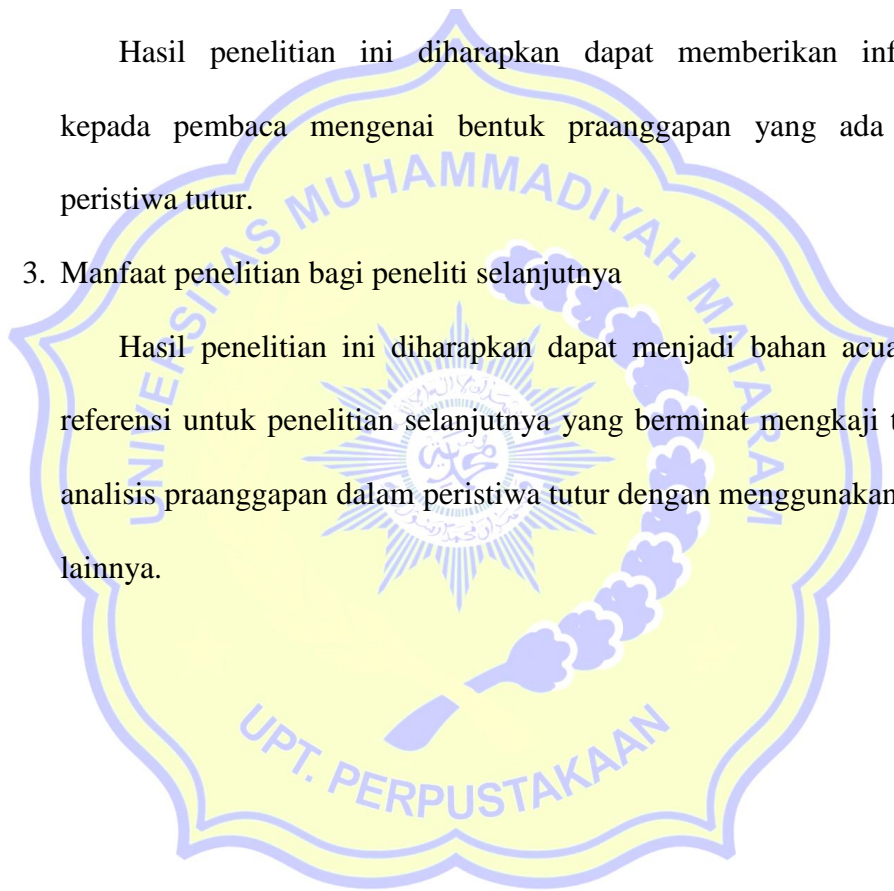 Hasil penelitian ini diharapkan dapat memberikan
kepada pembaca mengenai bentuk praanggapan yang ada
peristiwa tutur.
3. Manfaat penelitian bagi peneliti selanjutnya
Hasil penelitian ini diharapkan dapat menjadi bahan
referensi untuk penelitian selanjutnya yang berminat mengkaji
analisis praanggapan dalam peristiwa tutur dengan menggunakan
lainnya.
UNIVERSITAS MUHAMMADIYAH MATARAM
UPT. PERPUSTAKAAN